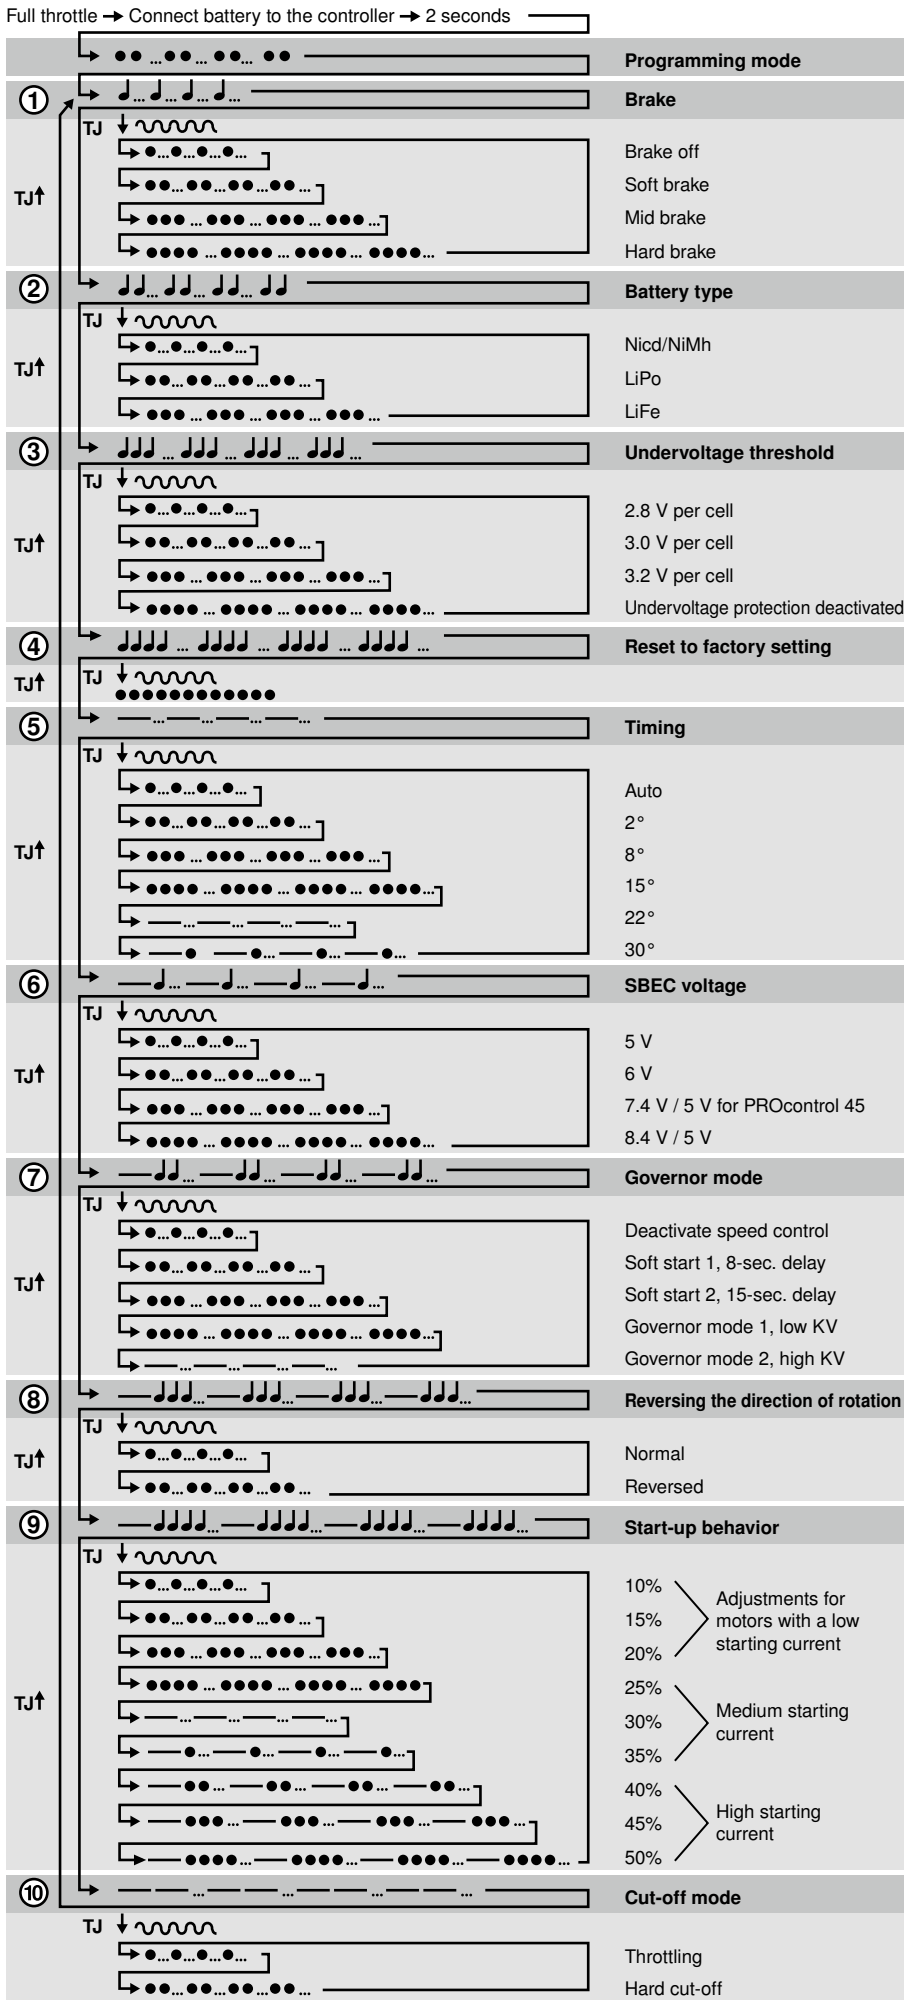 Full throttle → Connect battery to the controller → 2 seconds
Programming mode
① Brake
TJ
Brake off
Soft brake
TJ↑
Mid brake
Hard brake
② Battery type
TJ
Nicd/NiMh
TJ↑
LiPo
LiFe
③ Undervoltage threshold
TJ
2.8 V per cell
TJ↑
3.0 V per cell
3.2 V per cell
Undervoltage protection deactivated
④ Reset to factory setting
TJ↑ TJ
⑤ Timing
TJ
Auto
2°
TJ↑
8°
15°
22°
30°
⑥ SBEC voltage
TJ
5 V
6 V
TJ↑
7.4 V / 5 V for PROcontrol 45
8.4 V / 5 V
⑦ Governor mode
TJ
Deactivate speed control
Soft start 1, 8-sec. delay
TJ↑
Soft start 2, 15-sec. delay
Governor mode 1, low KV
Governor mode 2, high KV
⑧ Reversing the direction of rotation
TJ
TJ↑ Normal
Reversed
⑨ Start-up behavior
TJ
10%
15%
20%
Adjustments for
motors with a low
starting current
TJ↑
25%
30%
35%
Medium starting
current
40%
45%
50%
High starting
current
⑩ Cut-off mode
TJ
Throttling
Hard cut-off